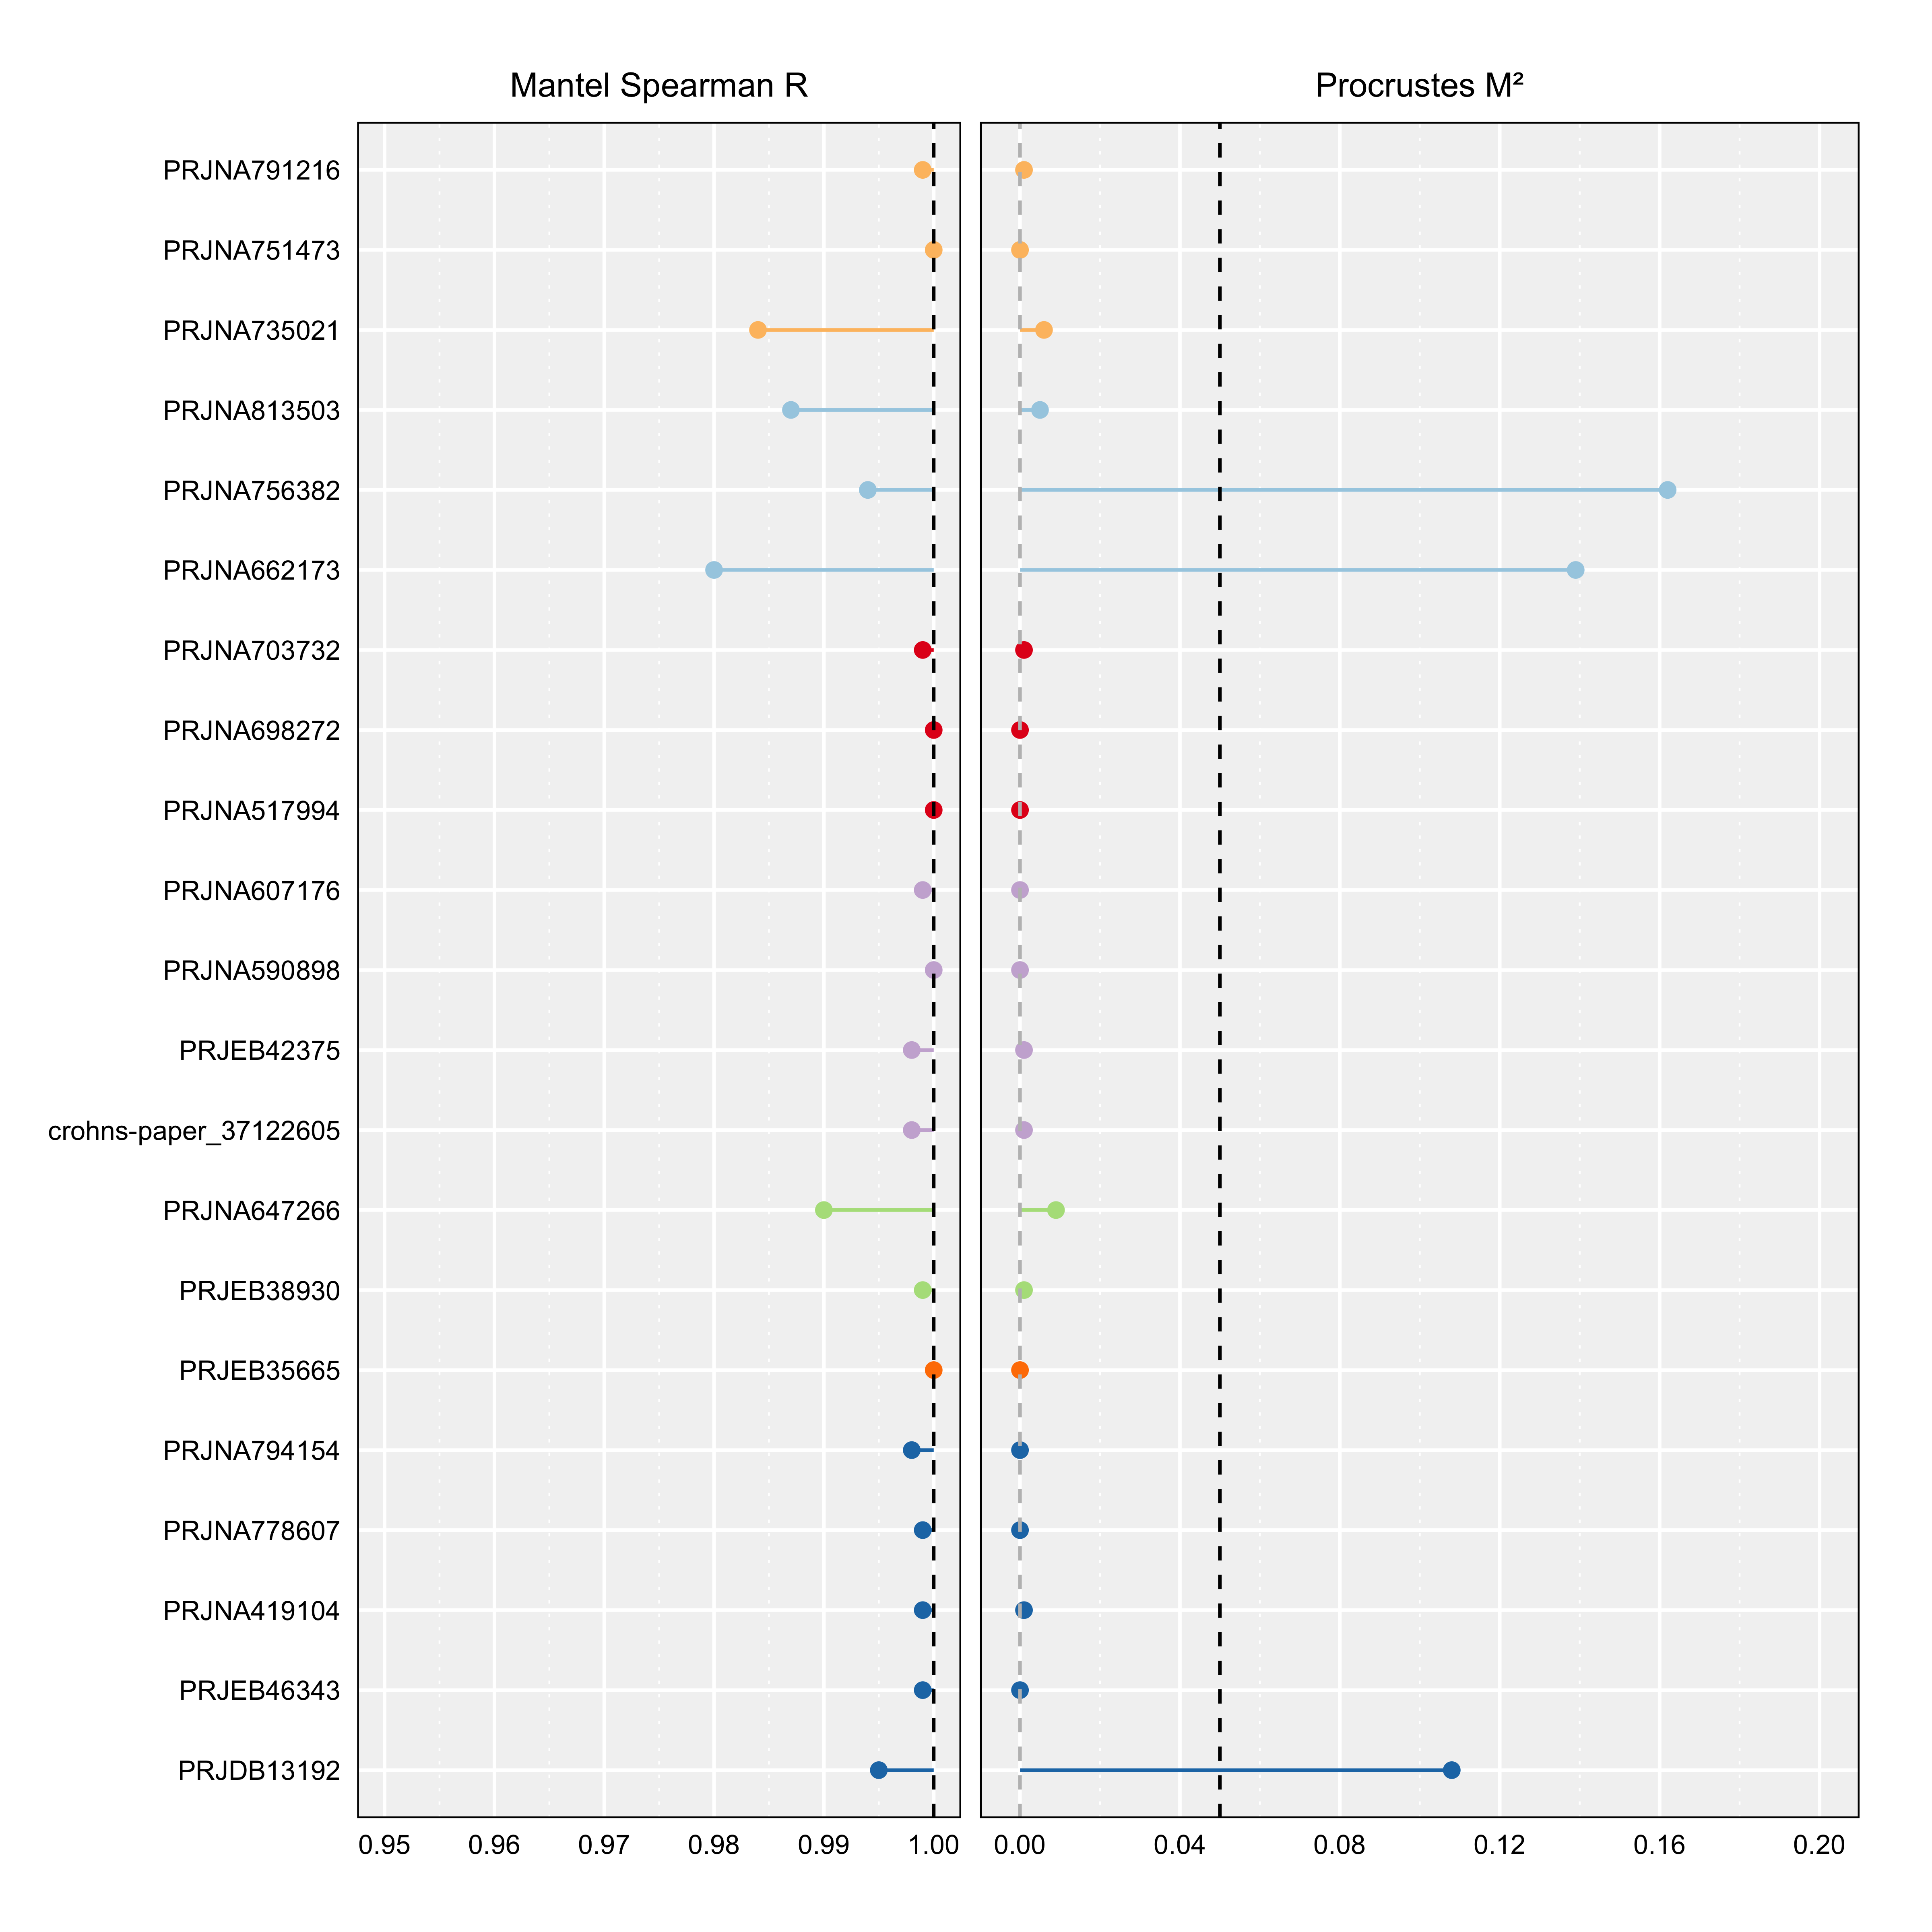 Mantel Spearman R
Procrustes M²
PRJNA791216
PRJNA751473
PRJNA735021
PRJNA813503
PRJNA756382
PRJNA662173
PRJNA703732
PRJNA698272
PRJNA517994
PRJNA607176
PRJNA590898
PRJEB42375
crohns-paper_37122605
PRJNA647266
PRJEB38930
PRJEB35665
PRJNA794154
PRJNA778607
PRJNA419104
PRJEB46343
PRJDB13192
0.95 0.96 0.97 0.98 0.99 1.00
0.00 0.04 0.08 0.12 0.16 0.20